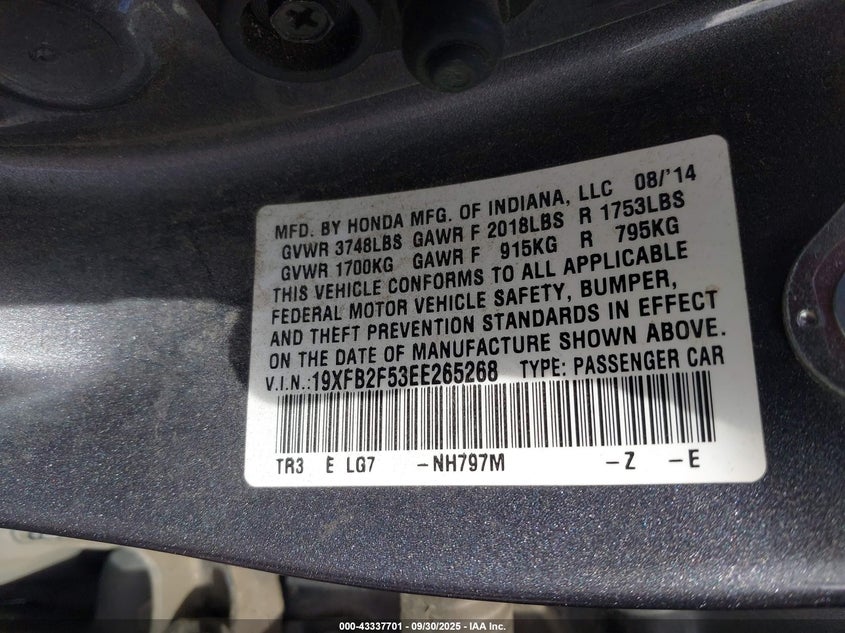 MFD. BY HONDA MFG. OF INDIANA, LLC 08/'14
GVWR 3748LBS GAWR F 2018LBS R 1753LBS
GVWR 1700KG GAWR F 915KG R 795KG
THIS VEHICLE CONFORMS TO ALL APPLICABLE
FEDERAL MOTOR VEHICLE SAFETY, BUMPER,
AND THEFT PREVENTION STANDARDS IN EFFECT
ON THE DATE OF MANUFACTURE SHOWN ABOVE.
V.I.N.:19XFB2F53EE265268 TYPE: PASSENGER CAR
TR3 E LG7 -NH797M -Z -E
000-43337701 - 09/30/2025 - IAA Inc.